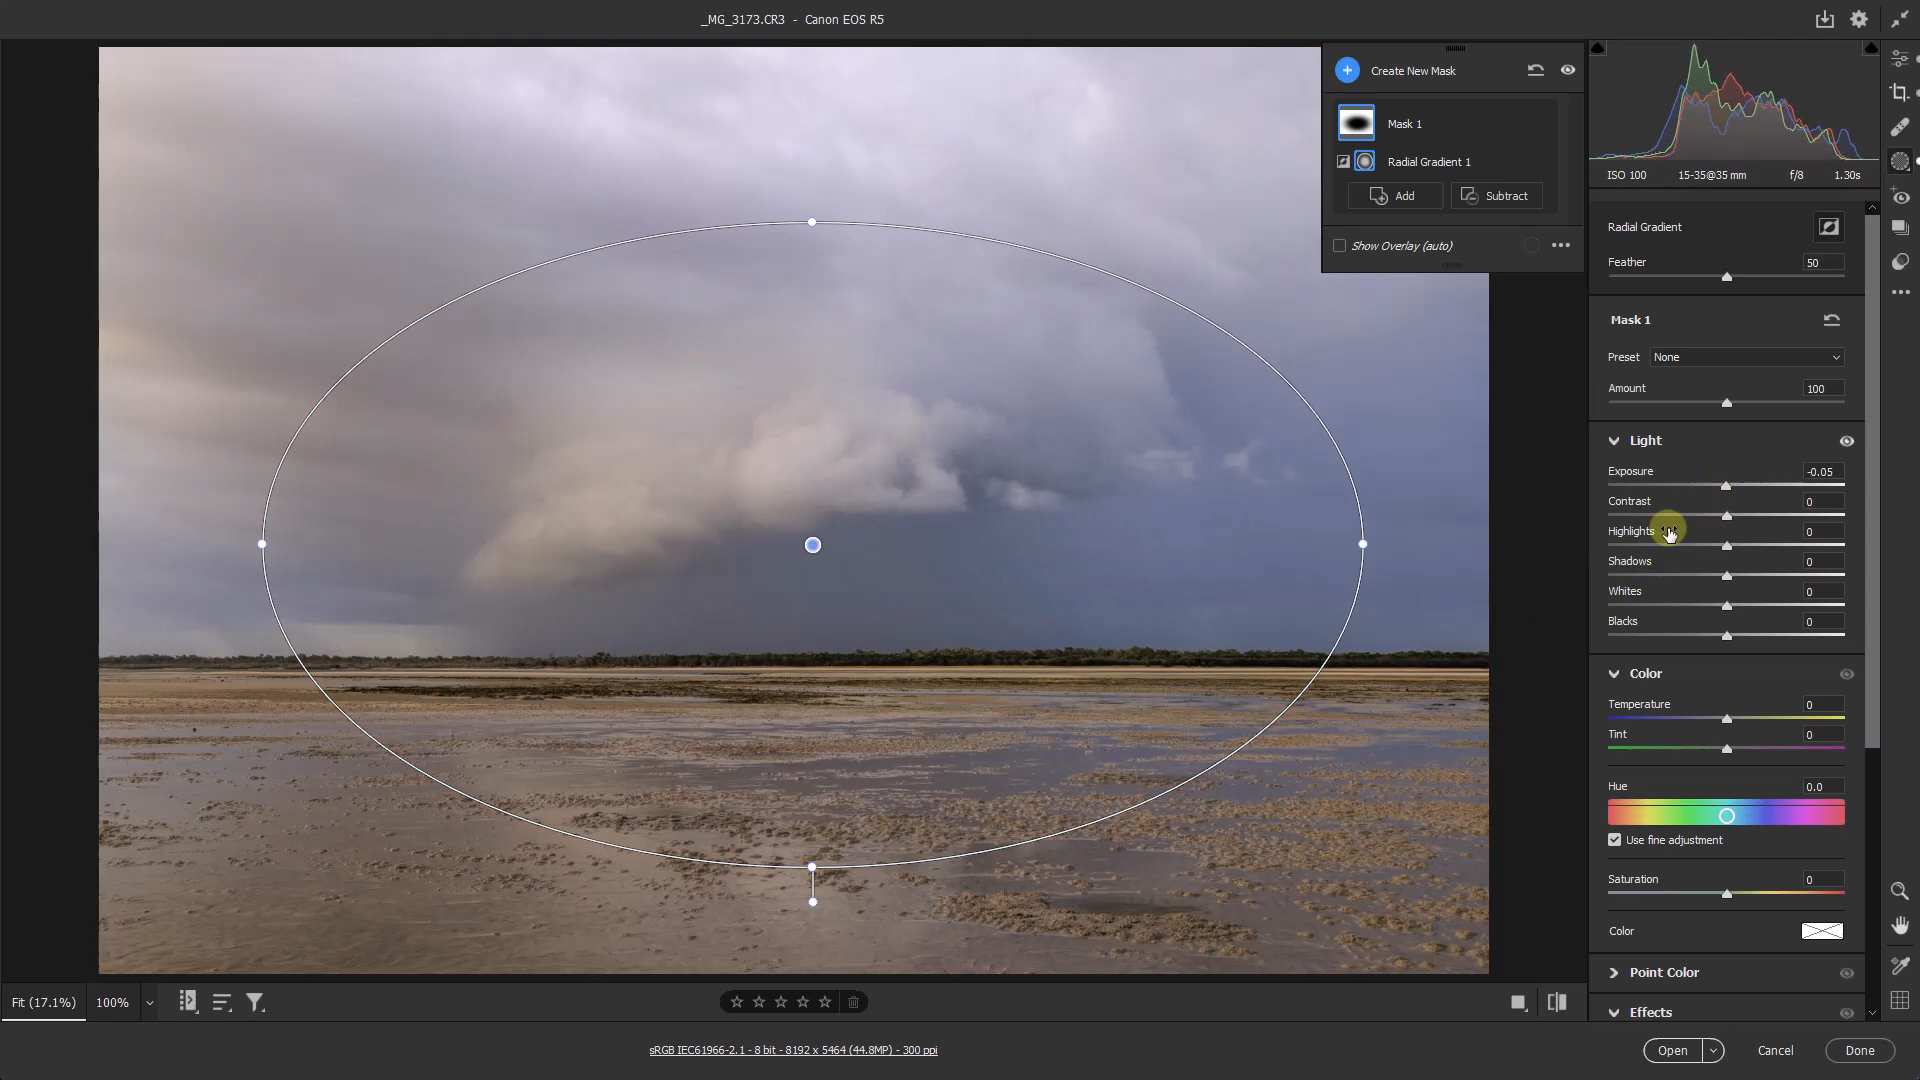 _MG_3173.CR3 - Canon EOS R5
Create New Mask
Mask 1
Radial Gradient 1
Add
Subtract
Show Overlay (auto)
ISO 100 15-35@35 mm f/8 1.30s
Radial Gradient
Feather 50
Mask 1
Preset None
Amount 100
Light
Exposure -0.05
Contrast 0
Highlights 0
Shadows 0
Whites 0
Blacks 0
Color
Temperature 0
Tint 0
Hue 0.0
Use fine adjustment
Saturation 0
Color
Point Color
Effects
Fit (17.1%) 100%
sRGB IEC61966-2.1 - 8 bit - 8192 x 5464 (44.8MP) - 300 ppi
Open Cancel Done